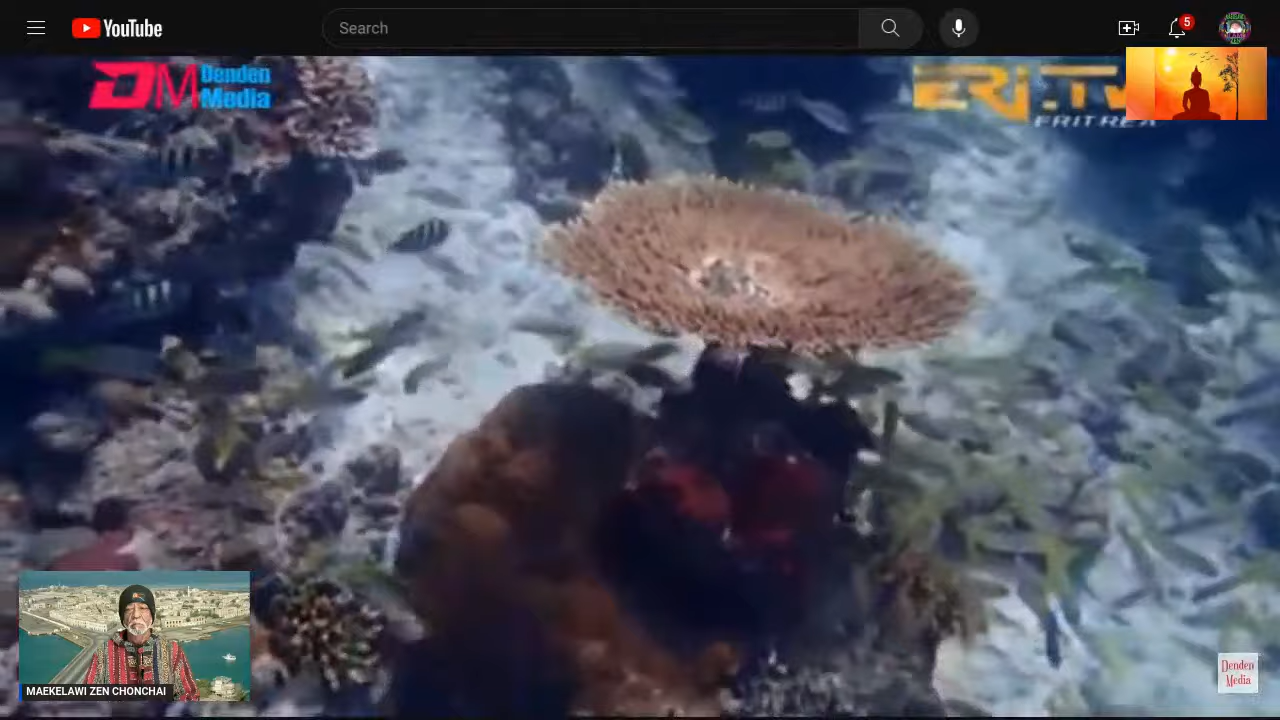 YouTube
Search
5
DM Denden
Media
ERi.TV
ERITREA
MAEKELAWI ZEN CHONCHAI
Denden
Media